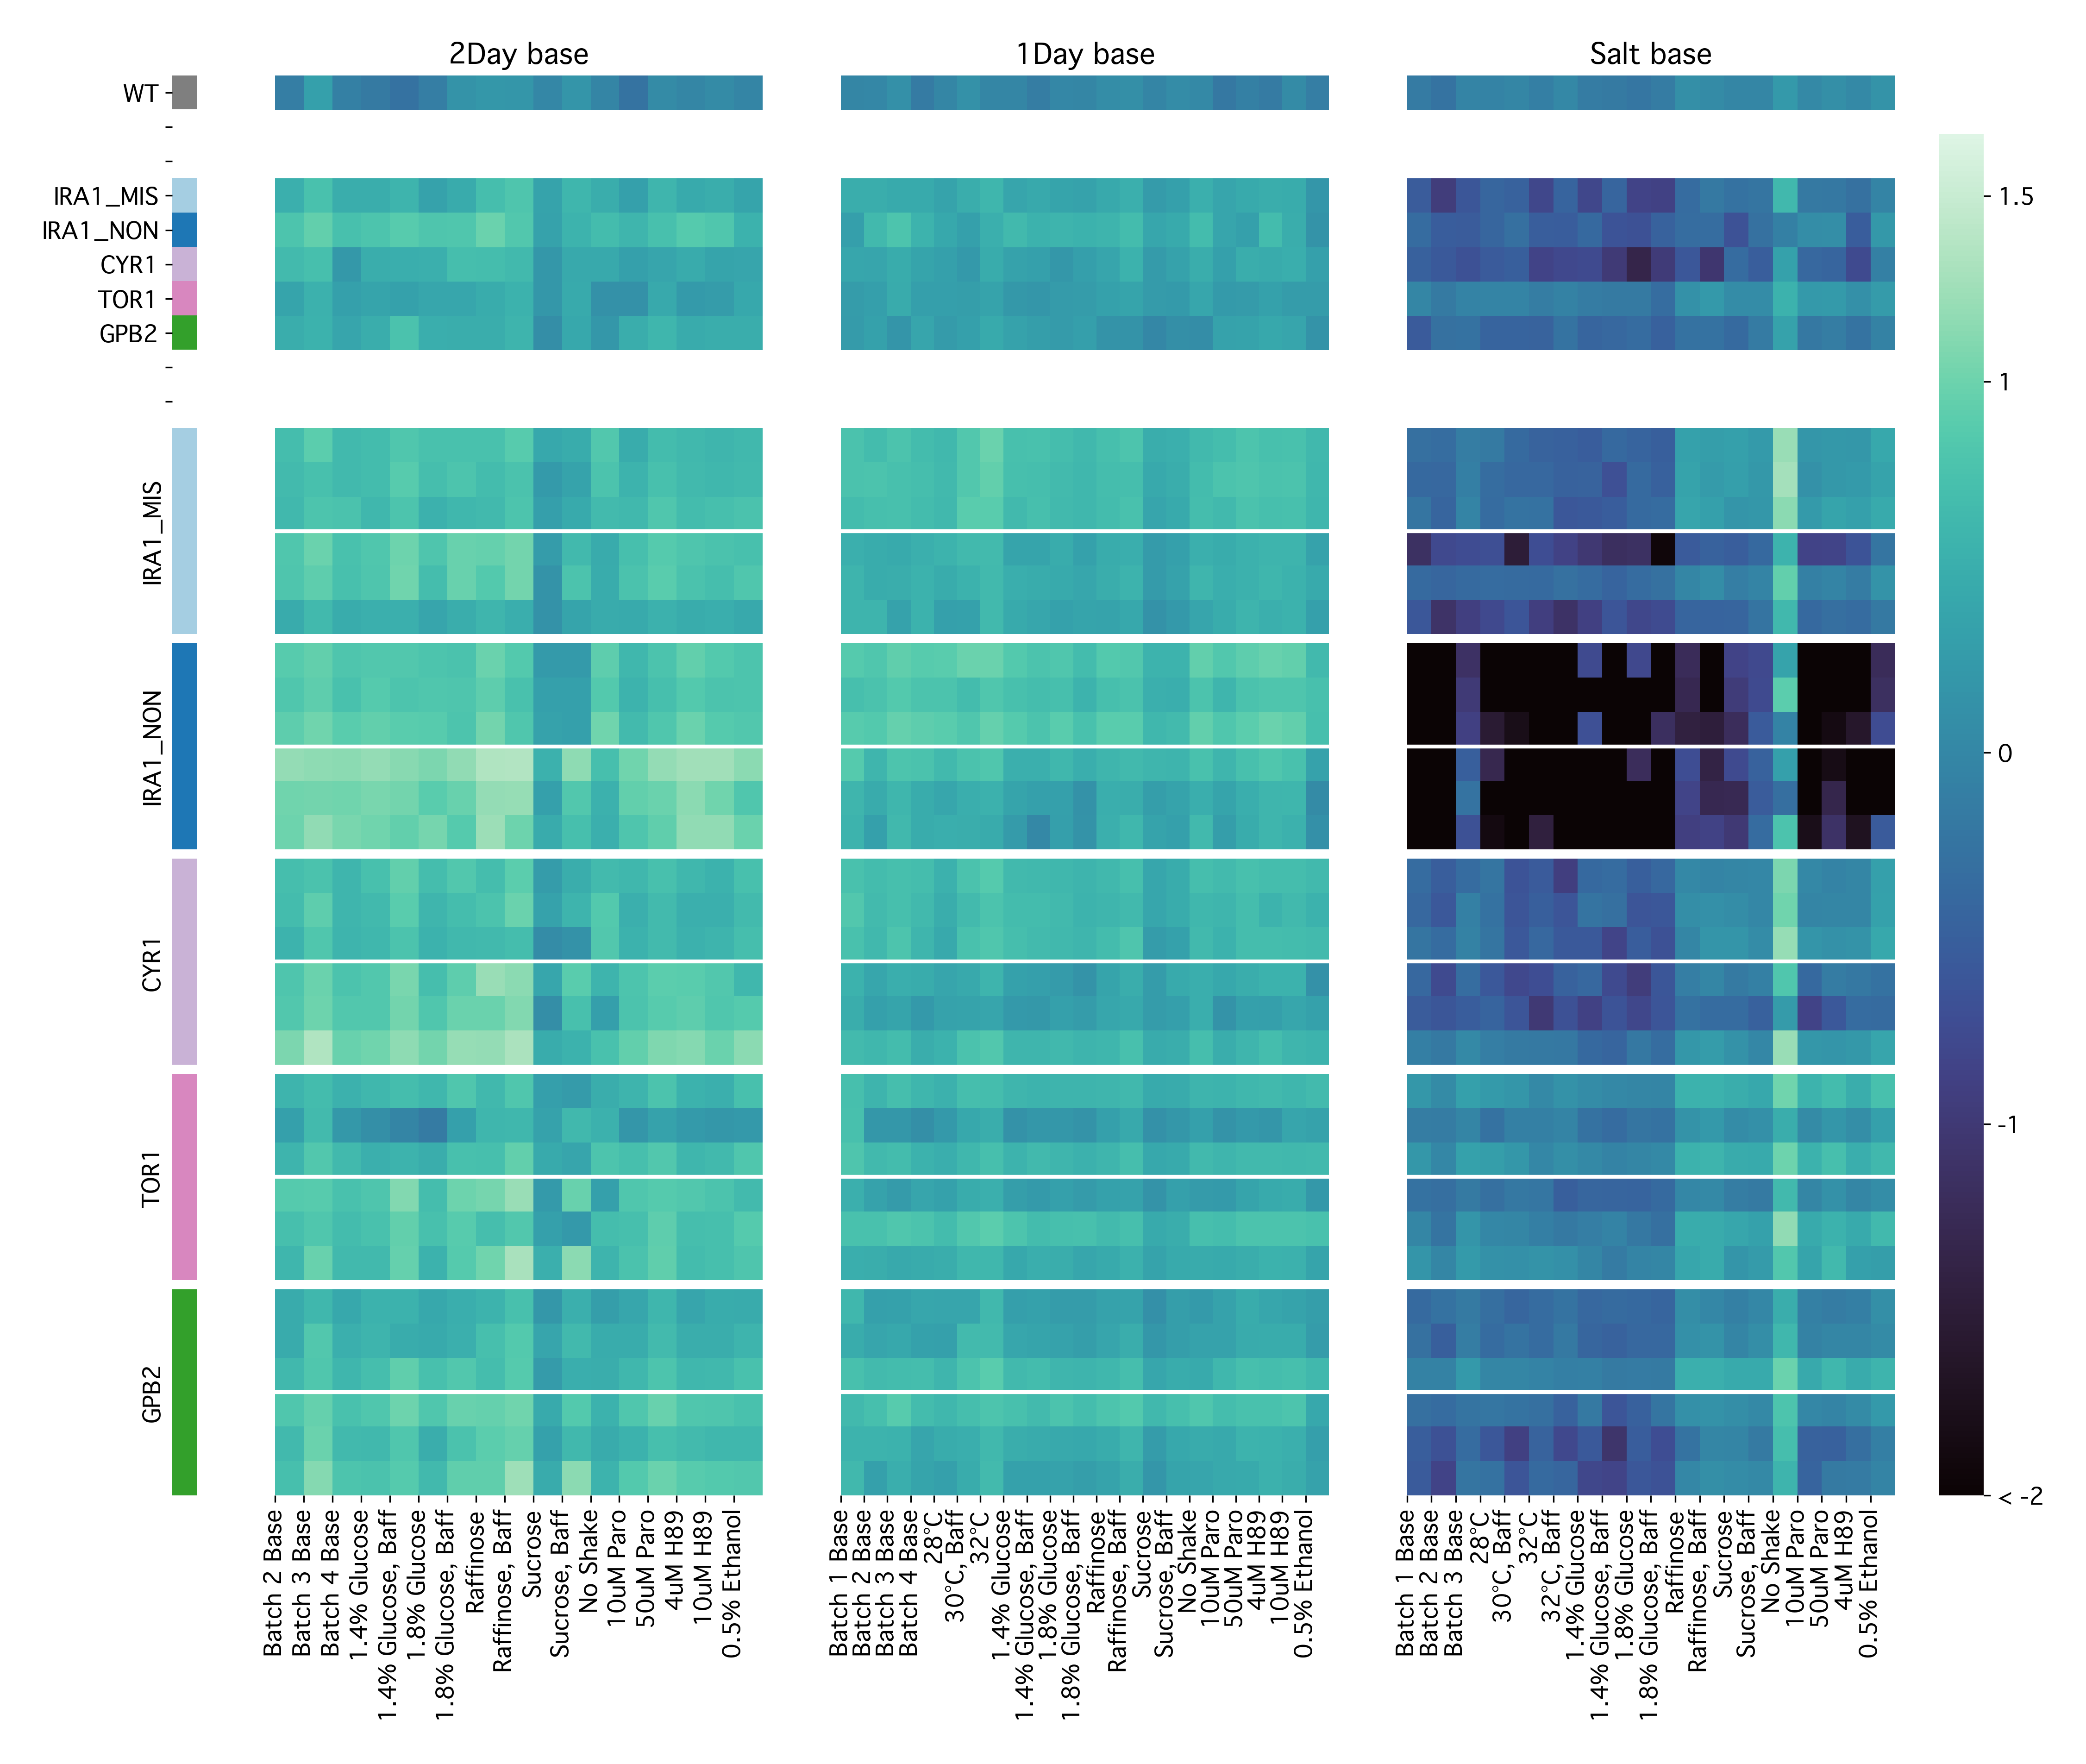 2Day base
1Day base
Salt base
WT
IRA1_MIS
IRA1_NON
CYR1
TOR1
GPB2
IRA1_MIS
IRA1_NON
CYR1
TOR1
GPB2
1.5
1
0
-1
< -2
Batch 2 Base
Batch 3 Base
Batch 4 Base
1.4% Glucose
1.4% Glucose, Baff
1.8% Glucose
1.8% Glucose, Baff
Raffinose
Raffinose, Baff
Sucrose
Sucrose, Baff
No Shake
10uM Paro
50uM Paro
4uM H89
10uM H89
0.5% Ethanol
Batch 1 Base
Batch 2 Base
Batch 3 Base
Batch 4 Base
28°C
30°C, Baff
32°C
1.4% Glucose
1.4% Glucose, Baff
1.8% Glucose
1.8% Glucose, Baff
Raffinose
Raffinose, Baff
Sucrose
Sucrose, Baff
No Shake
10uM Paro
50uM Paro
4uM H89
10uM H89
0.5% Ethanol
Batch 1 Base
Batch 2 Base
Batch 3 Base
28°C
30°C, Baff
32°C
32°C, Baff
1.4% Glucose
1.4% Glucose, Baff
1.8% Glucose
1.8% Glucose, Baff
Raffinose
Raffinose, Baff
Sucrose
Sucrose, Baff
No Shake
10uM Paro
50uM Paro
4uM H89
0.5% Ethanol